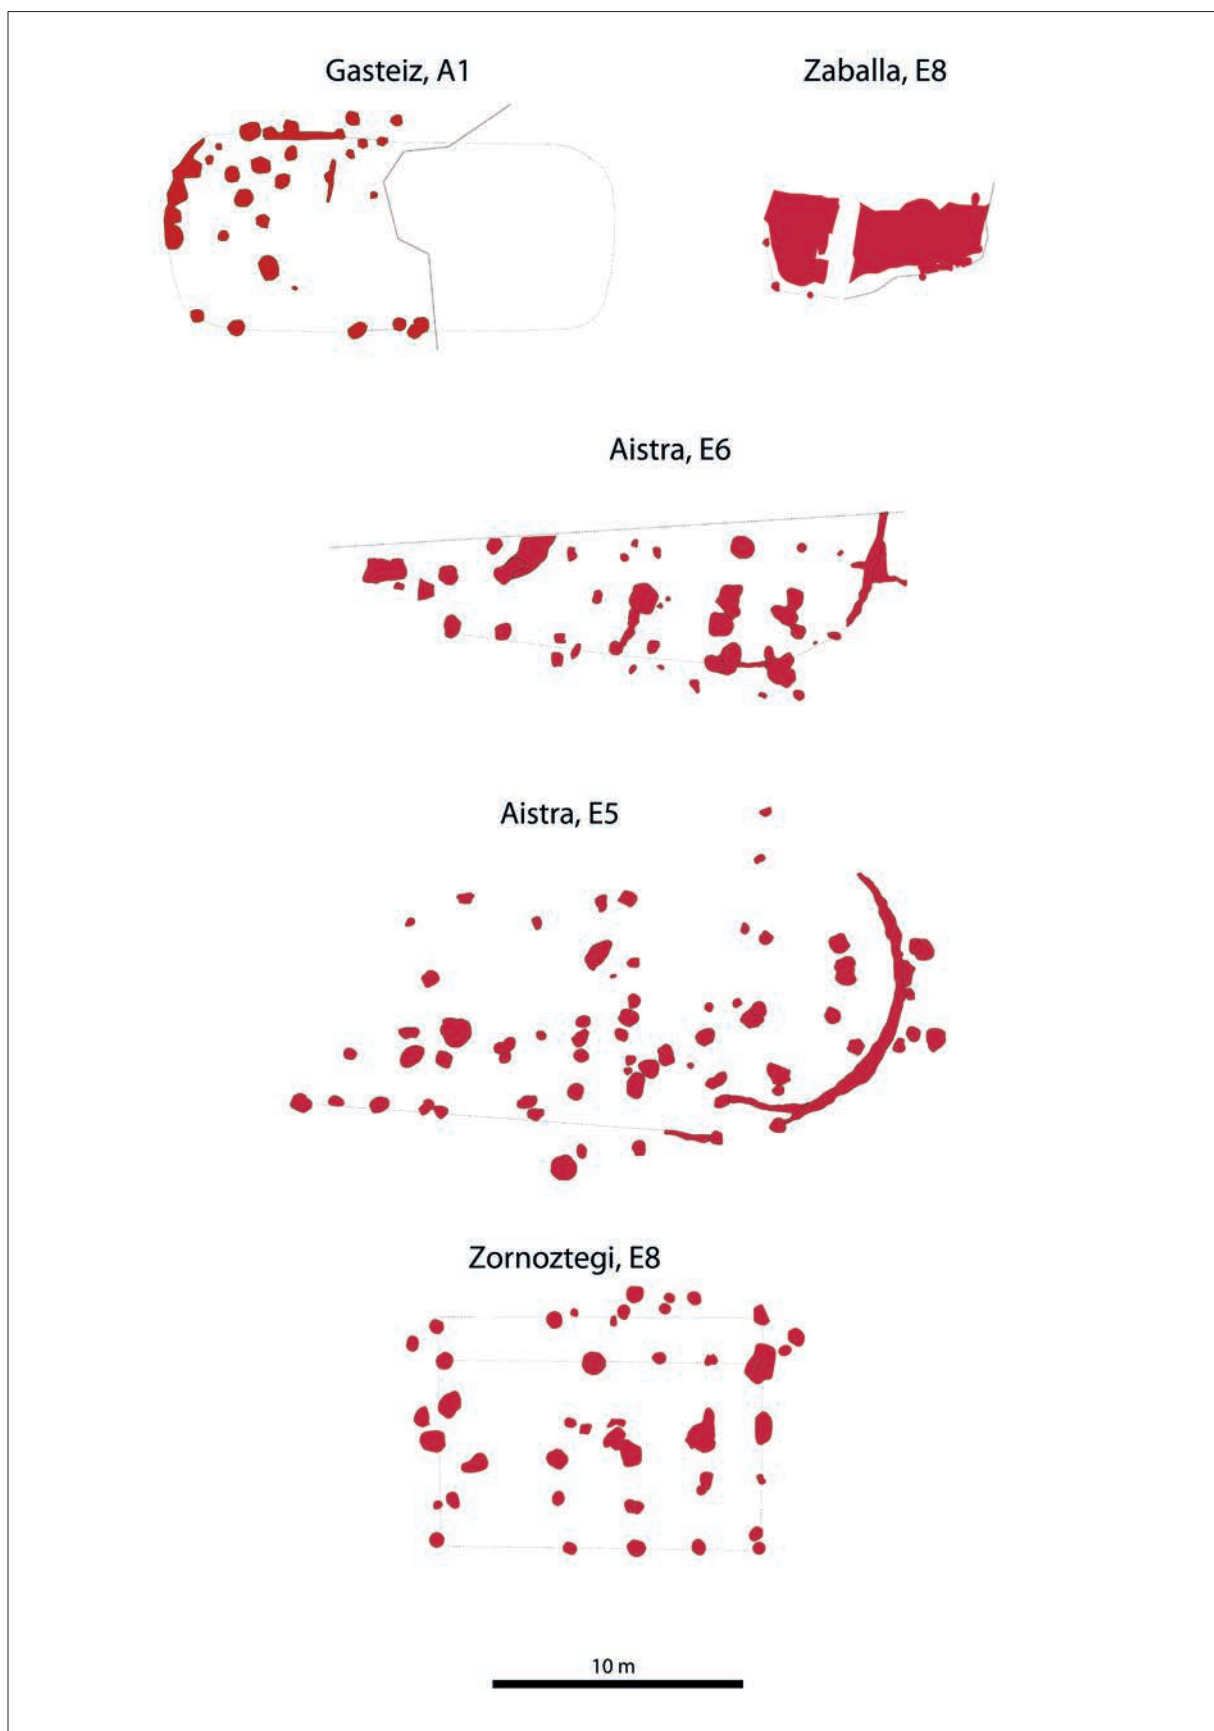 Gasteiz, A1
Zaballa, E8
Aistra, E6
Aistra, E5
Zornoztegi, E8
10 m